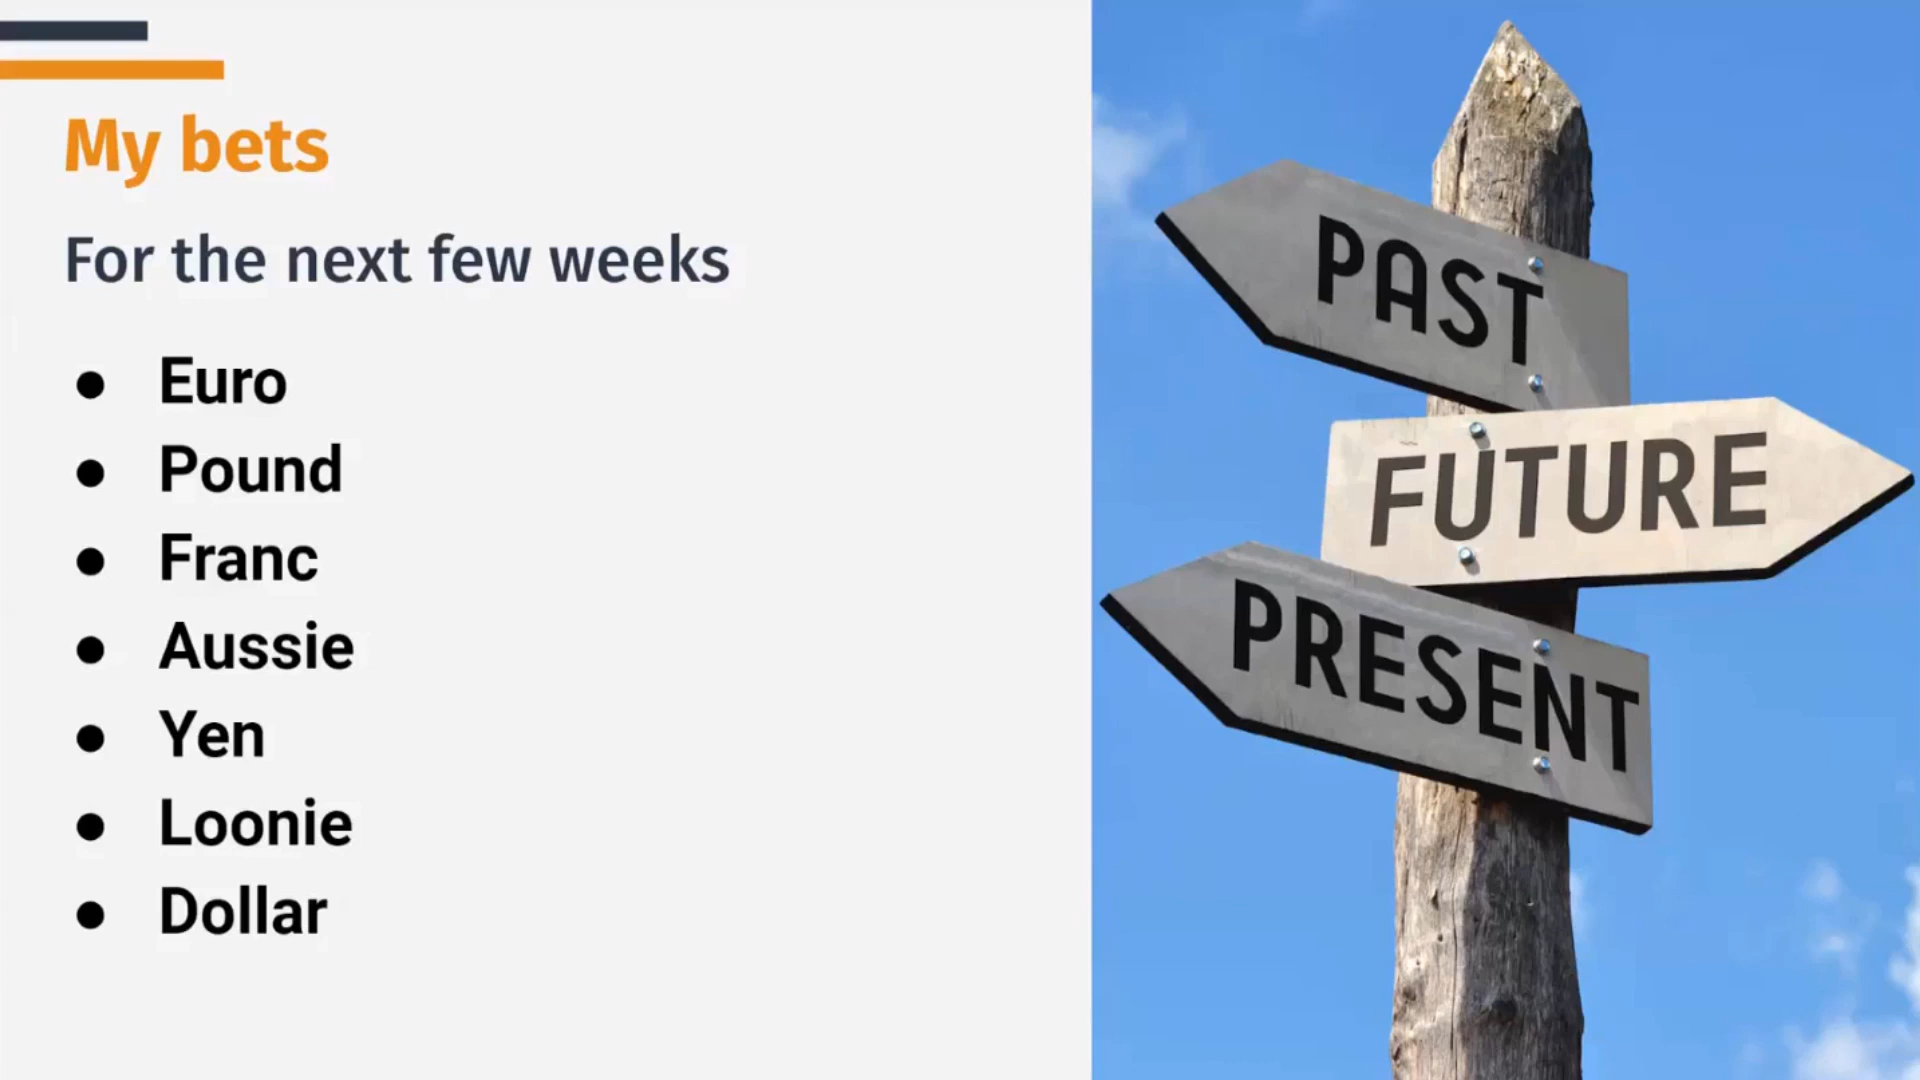 My bets
For the next few weeks
● Euro
● Pound
● Franc
● Aussie
● Yen
● Loonie
● Dollar
PAST
FUTURE
PRESENT